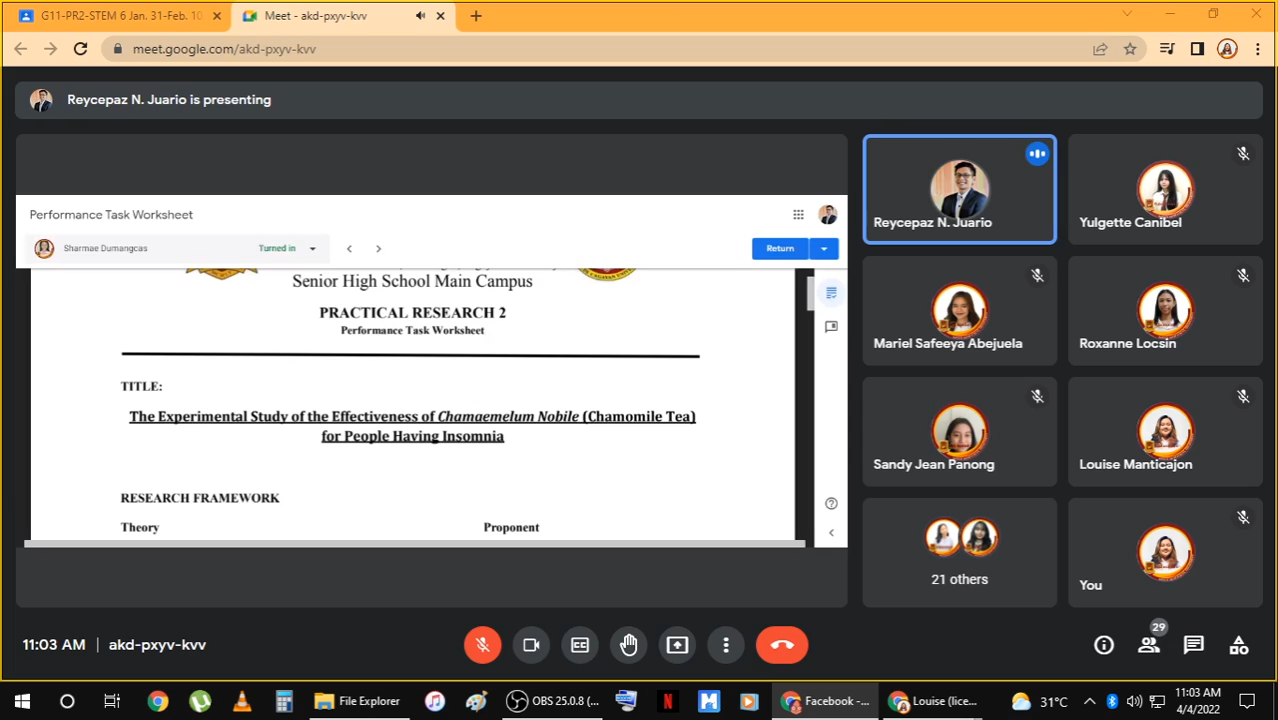 G11-PR2-STEM 6 Jan. 31-Feb. 10
Meet - akd-pxyv-kvv
meet.google.com/akd-pxyv-kvv
Reycepaz N. Juario is presenting
Performance Task Worksheet
Sharmae Dumangcas
Turned in
Return
Senior High School Main Campus
PRACTICAL RESEARCH 2
Performance Task Worksheet
TITLE:
The Experimental Study of the Effectiveness of Chamaemelum Nobile (Chamomile Tea)
for People Having Insomnia
RESEARCH FRAMEWORK
Theory
Proponent
Reycepaz N. Juario
Yulgette Canibel
Mariel Safeeya Abejuela
Roxanne Locsin
Sandy Jean Panong
Louise Manticajon
21 others
You
11:03 AM | akd-pxyv-kvv
29
File Explorer
OBS 25.0.8 (...
Facebook -...
Louise (lice...
31°C
11:03 AM
4/4/2022